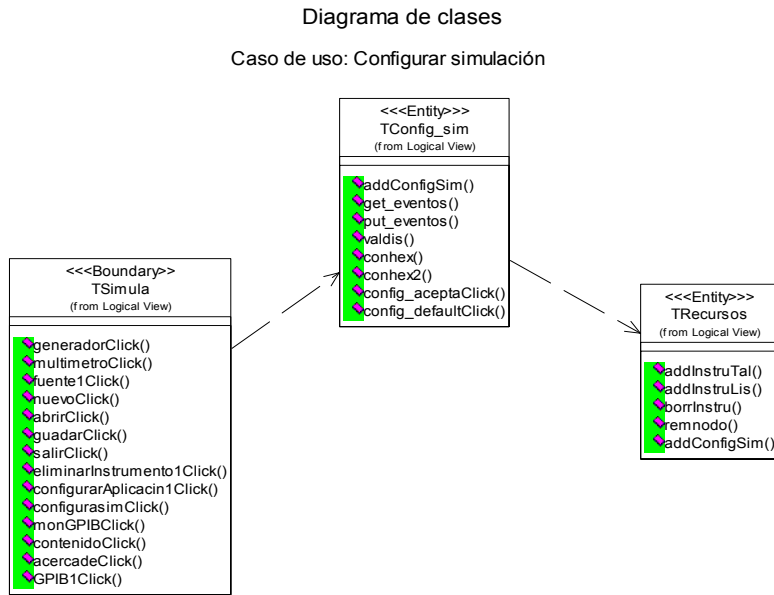 Diagrama de clases
Caso de uso: Configurar simulación
<<<Entity>>>
TConfig_sim
(from Logical View)
addConfigSim()
get_eventos()
put_eventos()
valdis()
conhex()
conhex2()
config_aceptaClick()
config_defaultClick()
<<<Boundary>>
TSimula
(from Logical View)
generadorClick()
multimetroClick()
fuente1Click()
nuevoClick()
abrirClick()
guadarClick()
salirClick()
eliminarInstrumento1Click()
configurarAplicacin1Click()
configurasimClick()
monGPIBClick()
contenidoClick()
acercadeClick()
GPIB1Click()
<<<Entity>>>
TRecursos
(from Logical View)
addInstruTal()
addInstruLis()
borrInstru()
remnodo()
addConfigSim()